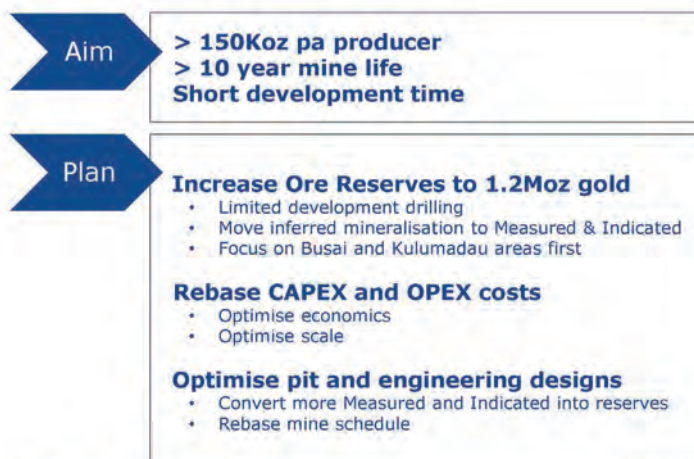 Aim
> 150Koz pa producer
> 10 year mine life
Short development time
Plan
Increase Ore Reserves to 1.2Moz gold
• Limited development drilling
• Move inferred mineralisation to Measured & Indicated
• Focus on Busai and Kulumadau areas first
Rebase CAPEX and OPEX costs
• Optimise economics
• Optimise scale
Optimise pit and engineering designs
• Convert more Measured and Indicated into reserves
• Rebase mine schedule